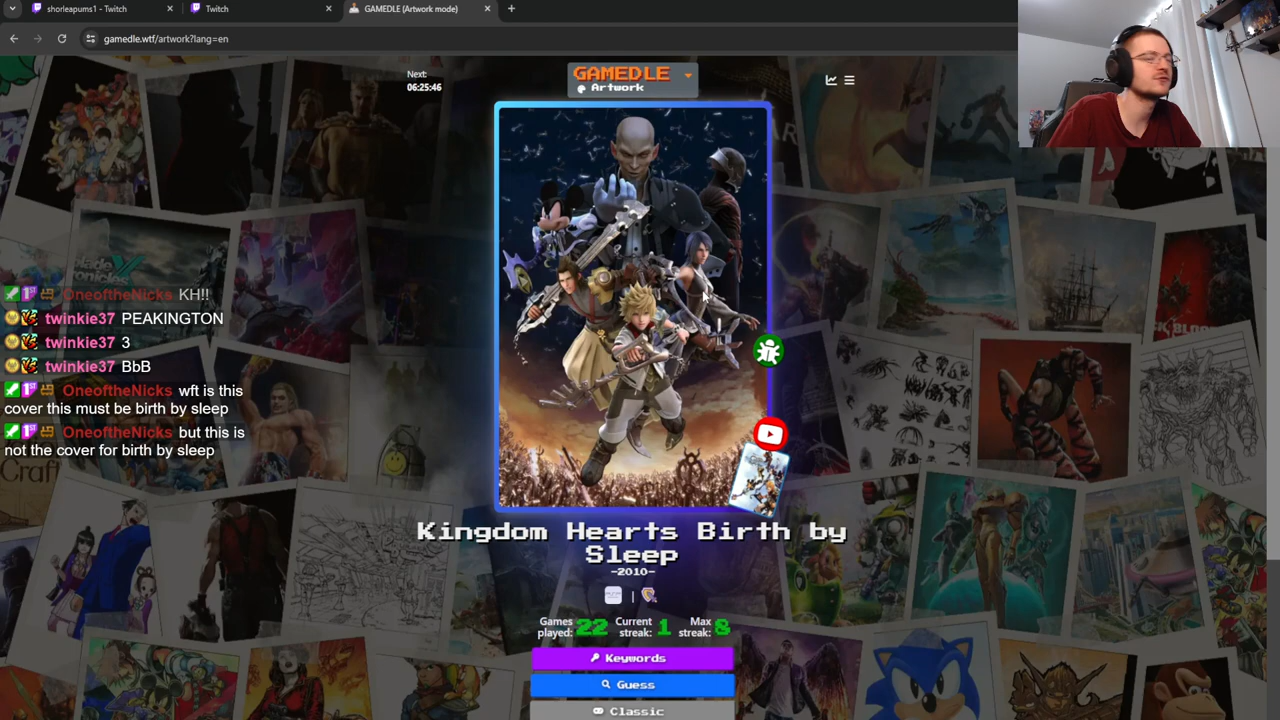 shorleapums1 - Twitch
Twitch
GAMEDLE (Artwork mode)
gamedle.wtf/artwork?lang=en
Next:
06:25:46
GAMEDLE
Artwork
OneoftheNicks KH!!
twinkie37 PEAKINGTON
twinkie37 3
twinkie37 BbB
OneoftheNicks wft is this
cover this must be birth by sleep
OneoftheNicks but this is
not the cover for birth by sleep
Kingdom Hearts Birth by
Sleep
-2010-
Games
played: 22
Current
streak: 1
Max
streak: 8
Keywords
Guess
Classic